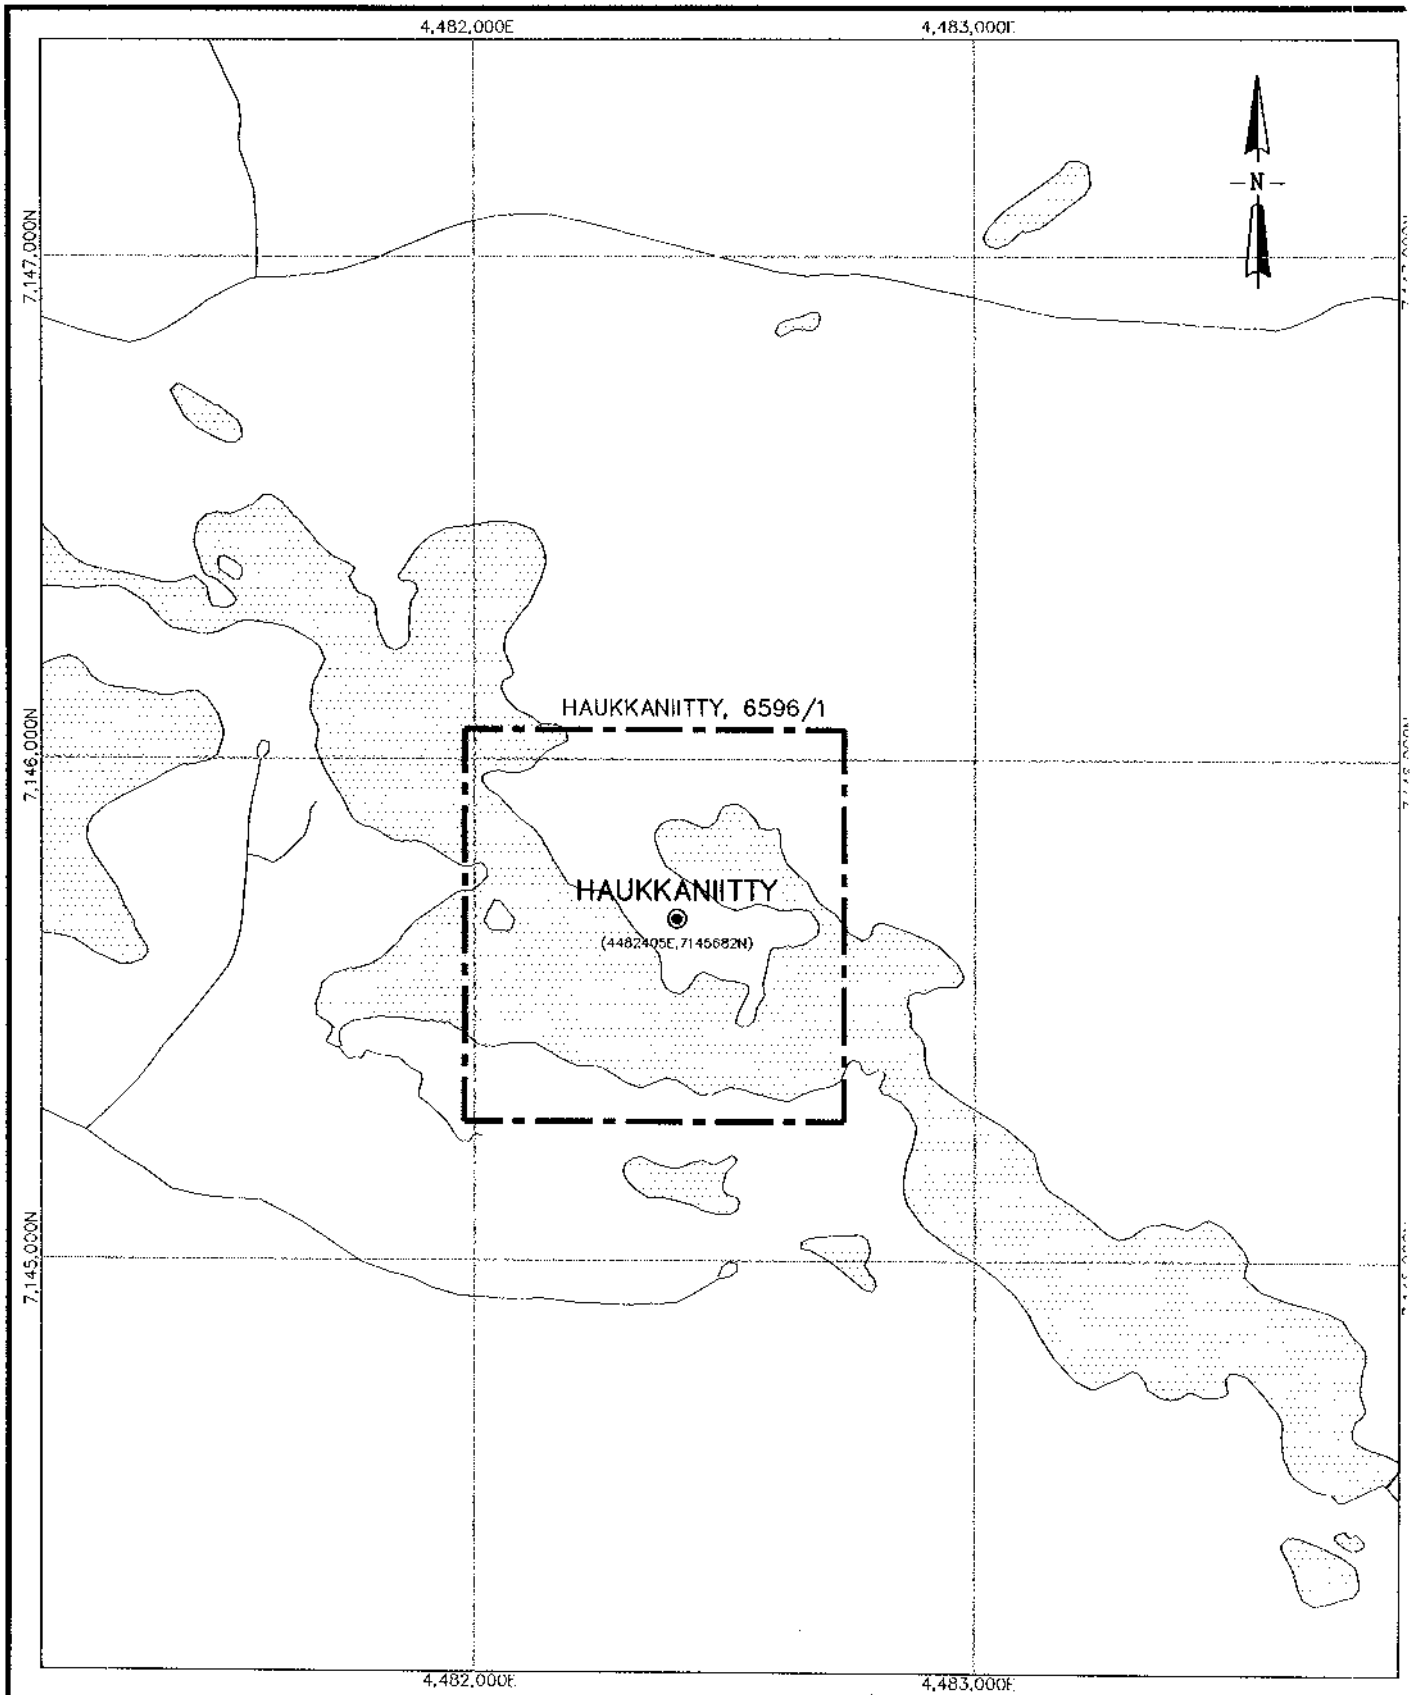 4,482,000E
4,483,000E
N
7,147,000N
HAUKKANIITTY, 6596/1
7,146,000N
HAUKKANIITTY
(4482405E,7145682N)
7,145,000N
4,482,000E
4,483,000E